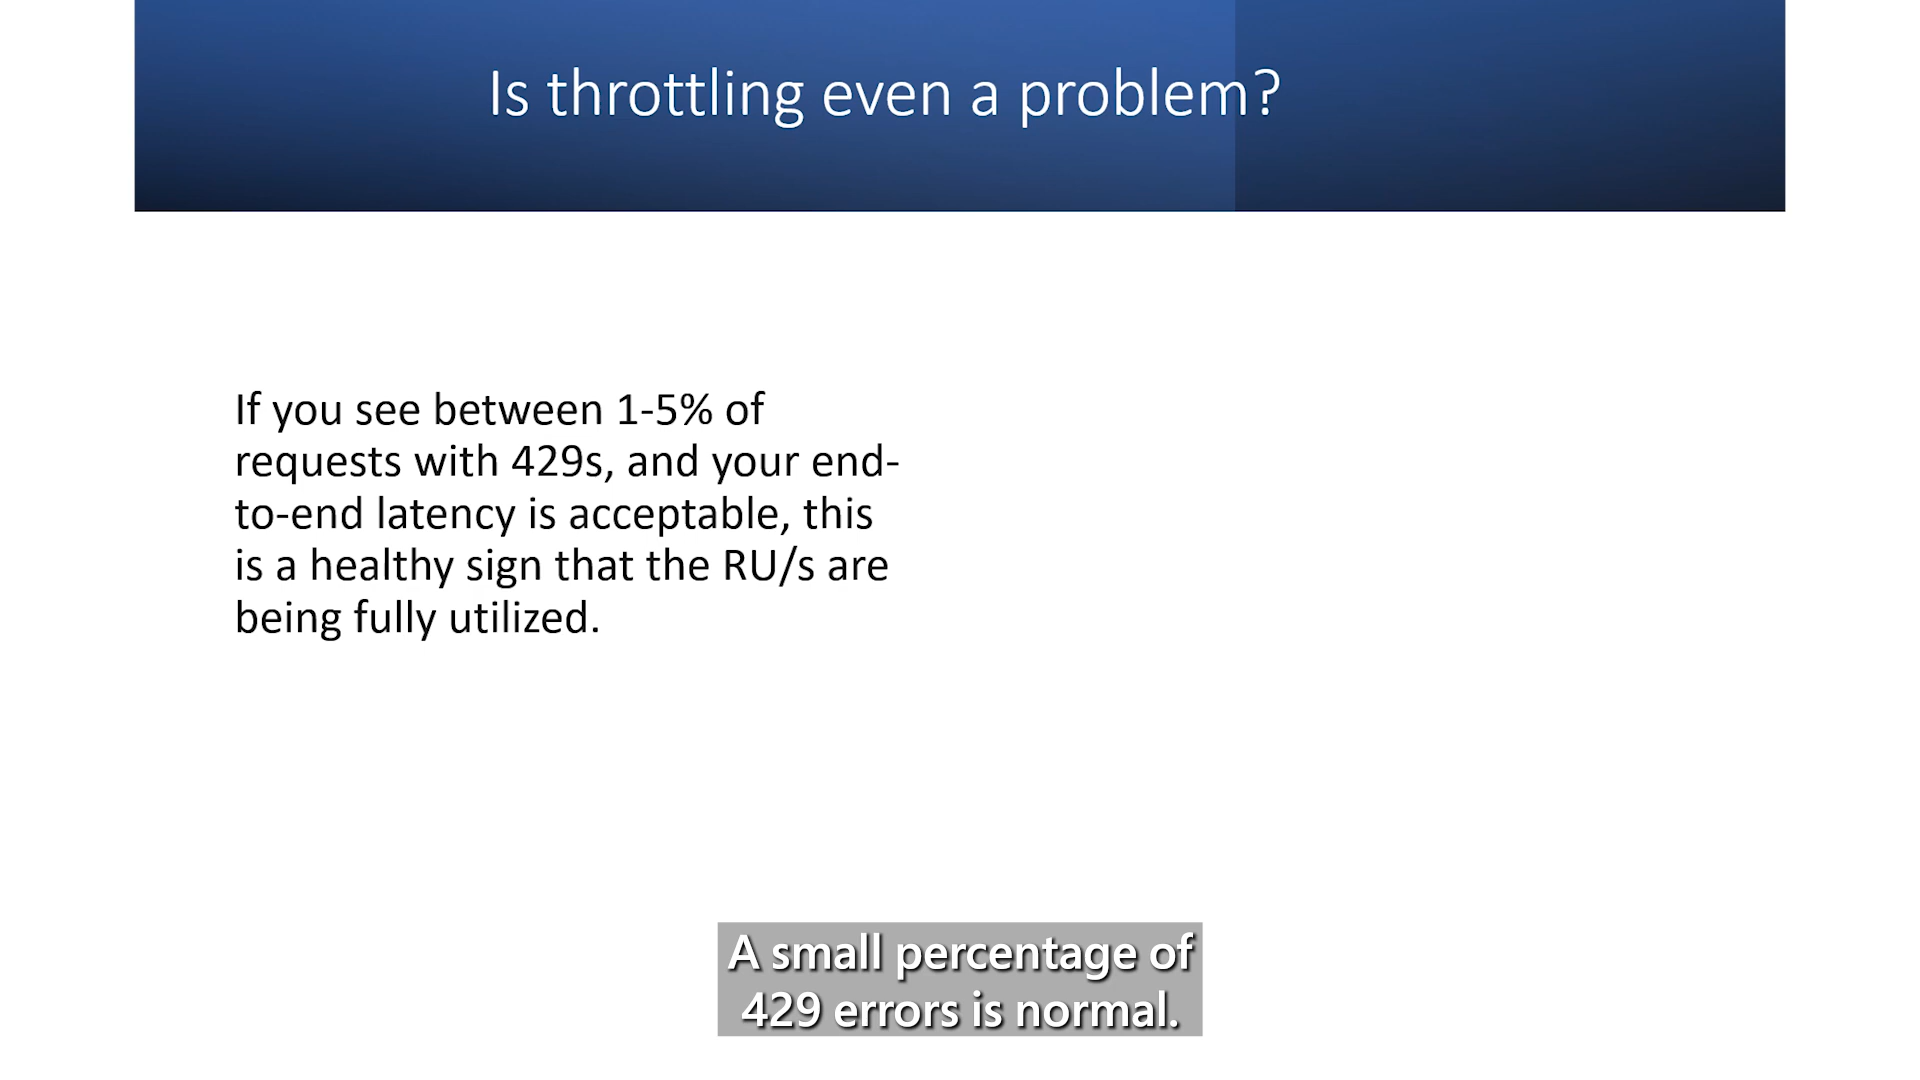 Is throttling even a problem?
If you see between 1-5% of
requests with 429s, and your end-
to-end latency is acceptable, this
is a healthy sign that the RU/s are
being fully utilized.
A small percentage of
429 errors is normal.